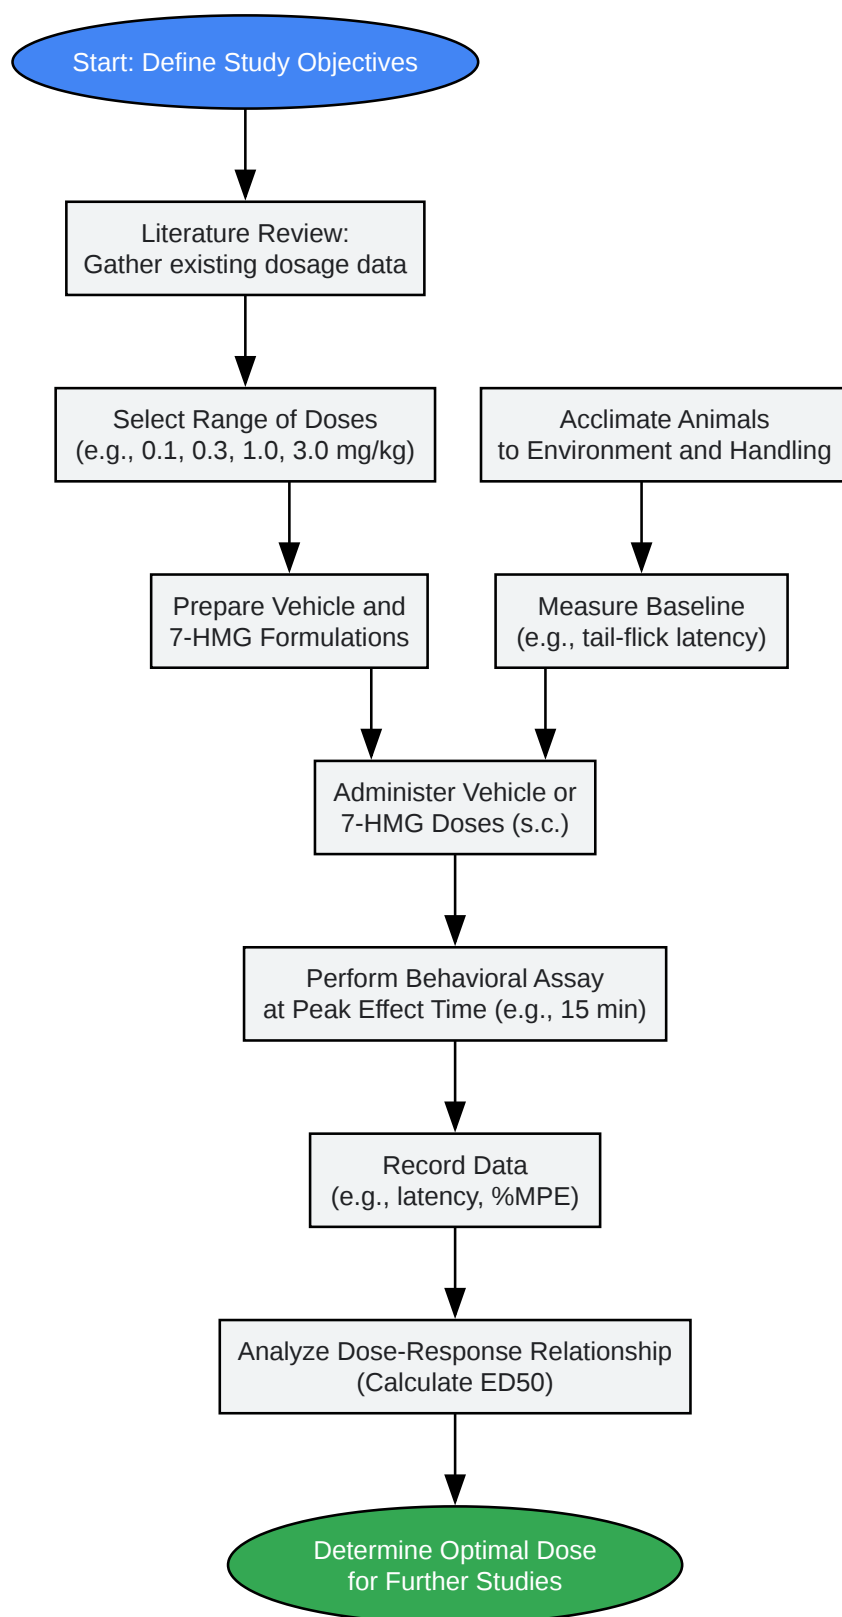 Start: Define Study Objectives
Literature Review:
Gather existing dosage data
Select Range of Doses
(e.g., 0.1, 0.3, 1.0, 3.0 mg/kg)
Acclimate Animals
to Environment and Handling
Prepare Vehicle and
7-HMG Formulations
Measure Baseline
(e.g., tail-flick latency)
Administer Vehicle or
7-HMG Doses (s.c.)
Perform Behavioral Assay
at Peak Effect Time (e.g., 15 min)
Record Data
(e.g., latency, %MPE)
Analyze Dose-Response Relationship
(Calculate ED50)
Determine Optimal Dose
for Further Studies